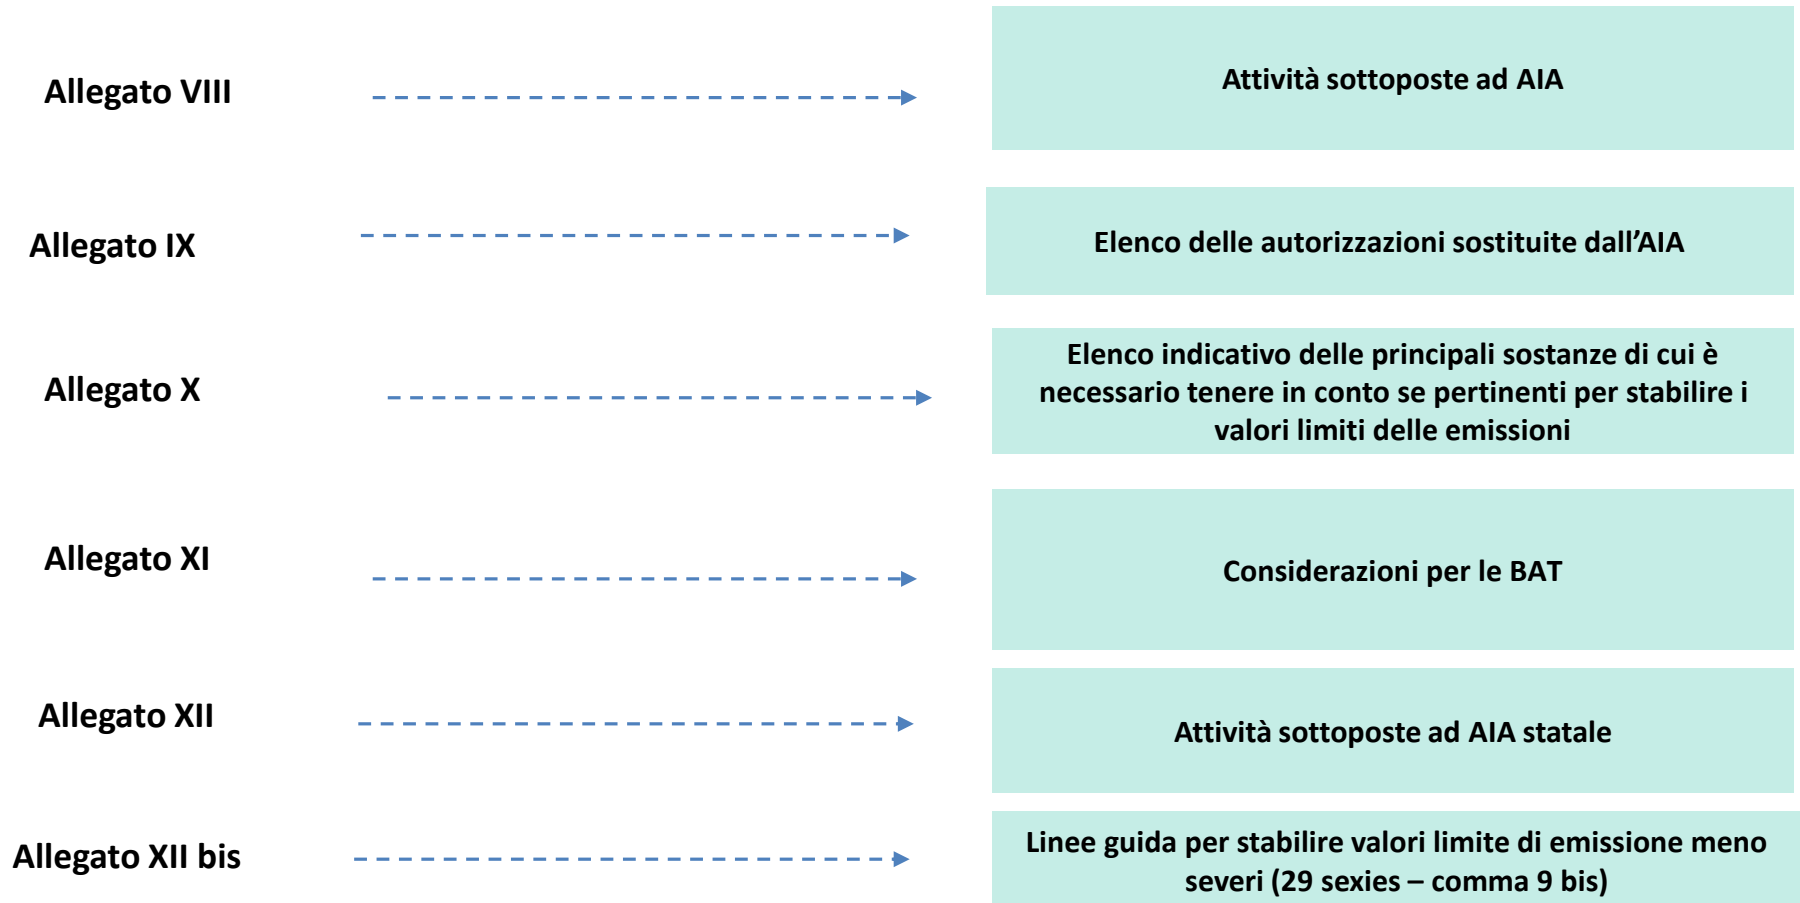 Allegato VIII
Attività sottoposte ad AIA
Allegato IX
Elenco delle autorizzazioni sostituite dall’AIA
Allegato X
Elenco indicativo delle principali sostanze di cui è
necessario tenere in conto se pertinenti per stabilire i
valori limiti delle emissioni
Allegato XI
Considerazioni per le BAT
Allegato XII
Attività sottoposte ad AIA statale
Allegato XII bis
Linee guida per stabilire valori limite di emissione meno
severi (29 sexies – comma 9 bis)